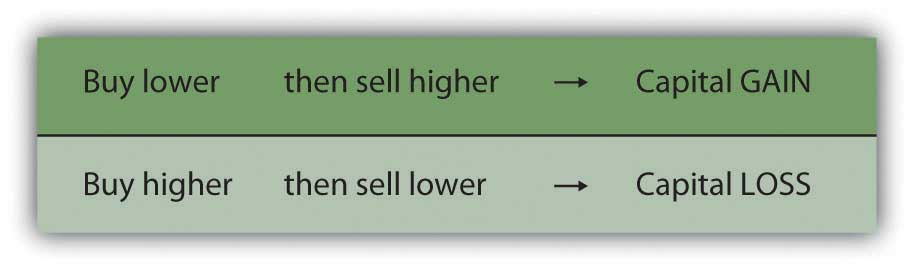 Buy lower then sell higher → Capital GAIN
Buy higher then sell lower → Capital LOSS